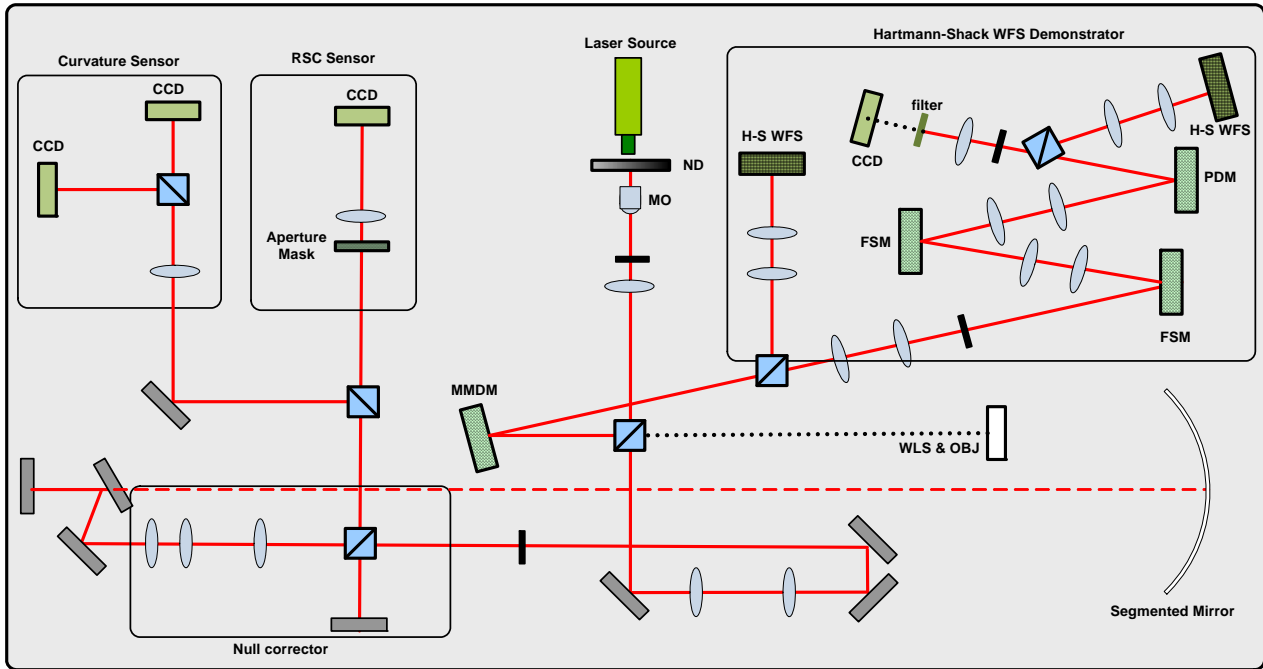 Laser Source
Hartmann-Shack WFS Demonstrator
Curvature Sensor
RSC Sensor
CCD
CCD
CCD
filter
H-S WFS
CCD
H-S WFS
ND
PDM
MO
Aperture
Mask
FSM
FSM
MMDM
WLS & OBJ
Segmented Mirror
Null corrector